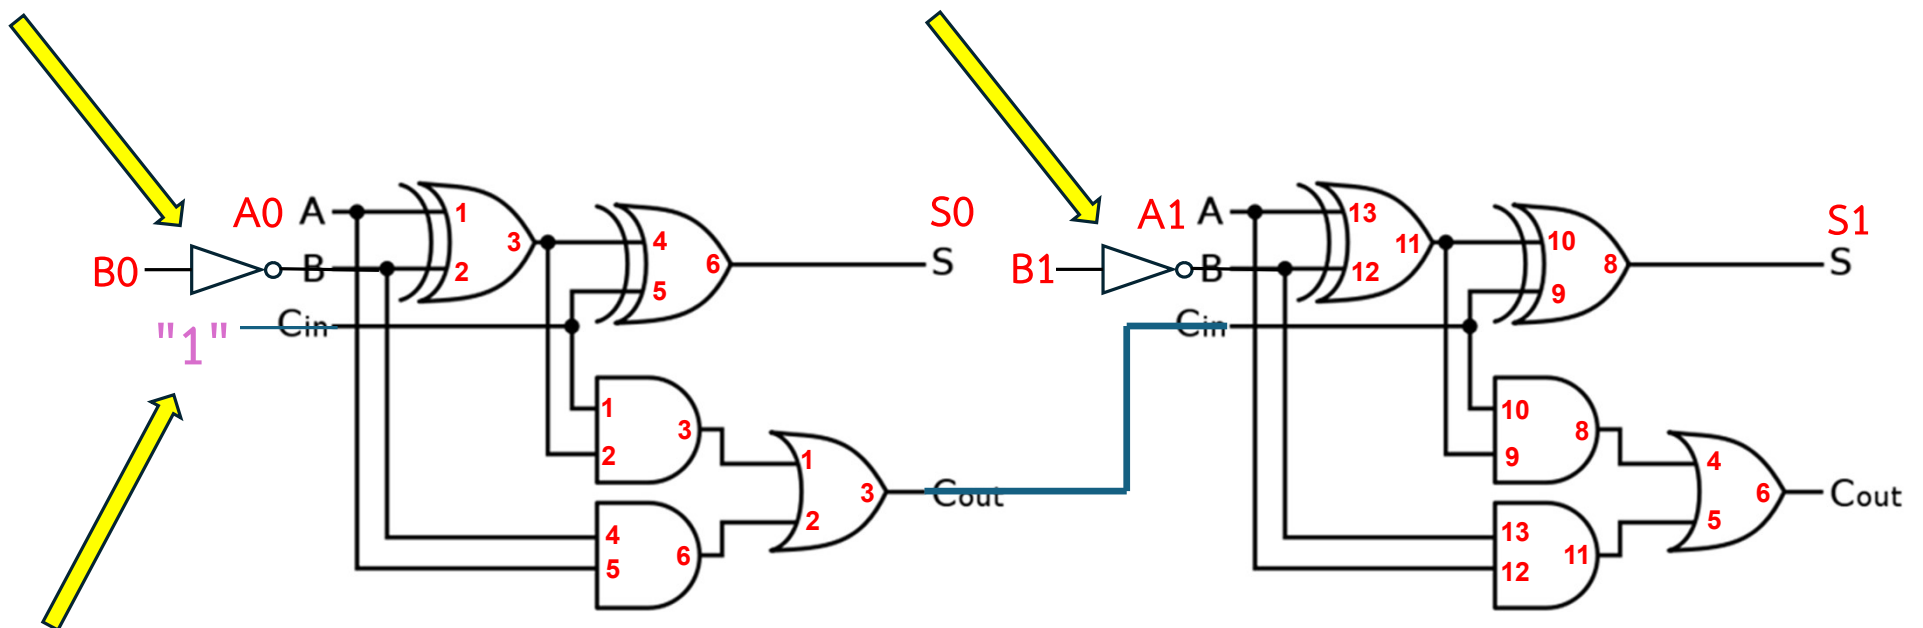 A0 A 1 3 4 6 S0 S
B0 B 2 5
"1" Cin
1 2 3
4 5 6
1 2 3 Cout
A1 A 13 11 10 8 S1 S
B1 B 12 9
Cin
10 9 8
13 12 11
4 5 6 Cout